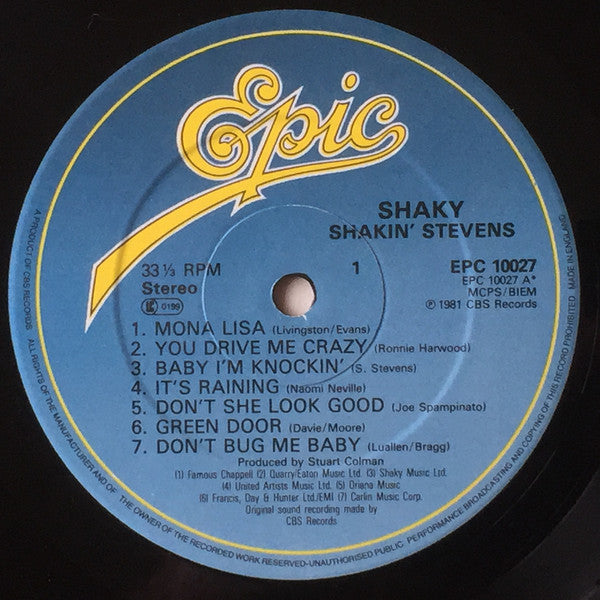 Epic
SHAKY
SHAKIN' STEVENS
33 ⅓ RPM
Stereo
LC 0199
1
EPC 10027
EPC 10027 A*
MCPS/BIEM
℗ 1981 CBS Records
1. MONA LISA (Livingston/Evans)
2. YOU DRIVE ME CRAZY (Ronnie Harwood)
3. BABY I'M KNOCKIN' (S. Stevens)
4. IT'S RAINING (Naomi Neville)
5. DON'T SHE LOOK GOOD (Joe Spampinato)
6. GREEN DOOR (Davie/Moore)
7. DON'T BUG ME BABY (Luallen/Bragg)
Produced by Stuart Colman
(1) Famous Chappell (2) Quarry/Eaton Music Ltd. (3) Shaky Music Ltd.
(4) United Artists Music Ltd. (5) Oriana Music
(6) Francis, Day & Hunter Ltd/EMI (7) Carlin Music Corp.
Original sound recording made by
CBS Records
A PRODUCT OF CBS RECORDS. ALL RIGHTS OF THE MANUFACTURER AND OF THE OWNER OF THE RECORDED WORK RESERVED-UNAUTHORISED PUBLIC PERFORMANCE BROADCASTING AND COPYING OF THIS RECORD PROHIBITED. MADE IN ENGLAND